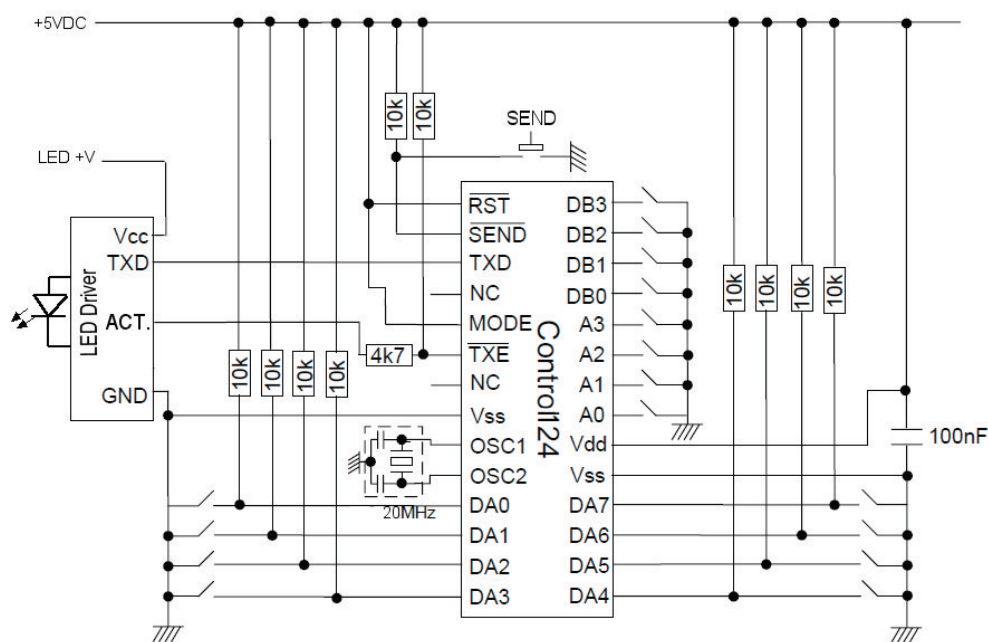 +5VDC
10k
10k
SEND
LED +V
RST
SEND
TXD
NC
MODE
TXE
NC
Vss
OSC1
OSC2
DA0
DA1
DA2
DA3
Control124
DB3
DB2
DB1
DB0
A3
A2
A1
A0
Vdd
Vss
DA7
DA6
DA5
DA4
Vcc
TXD
ACT.
GND
LED Driver
4k7
10k
10k
10k
10k
20MHz
10k
10k
10k
10k
100nF